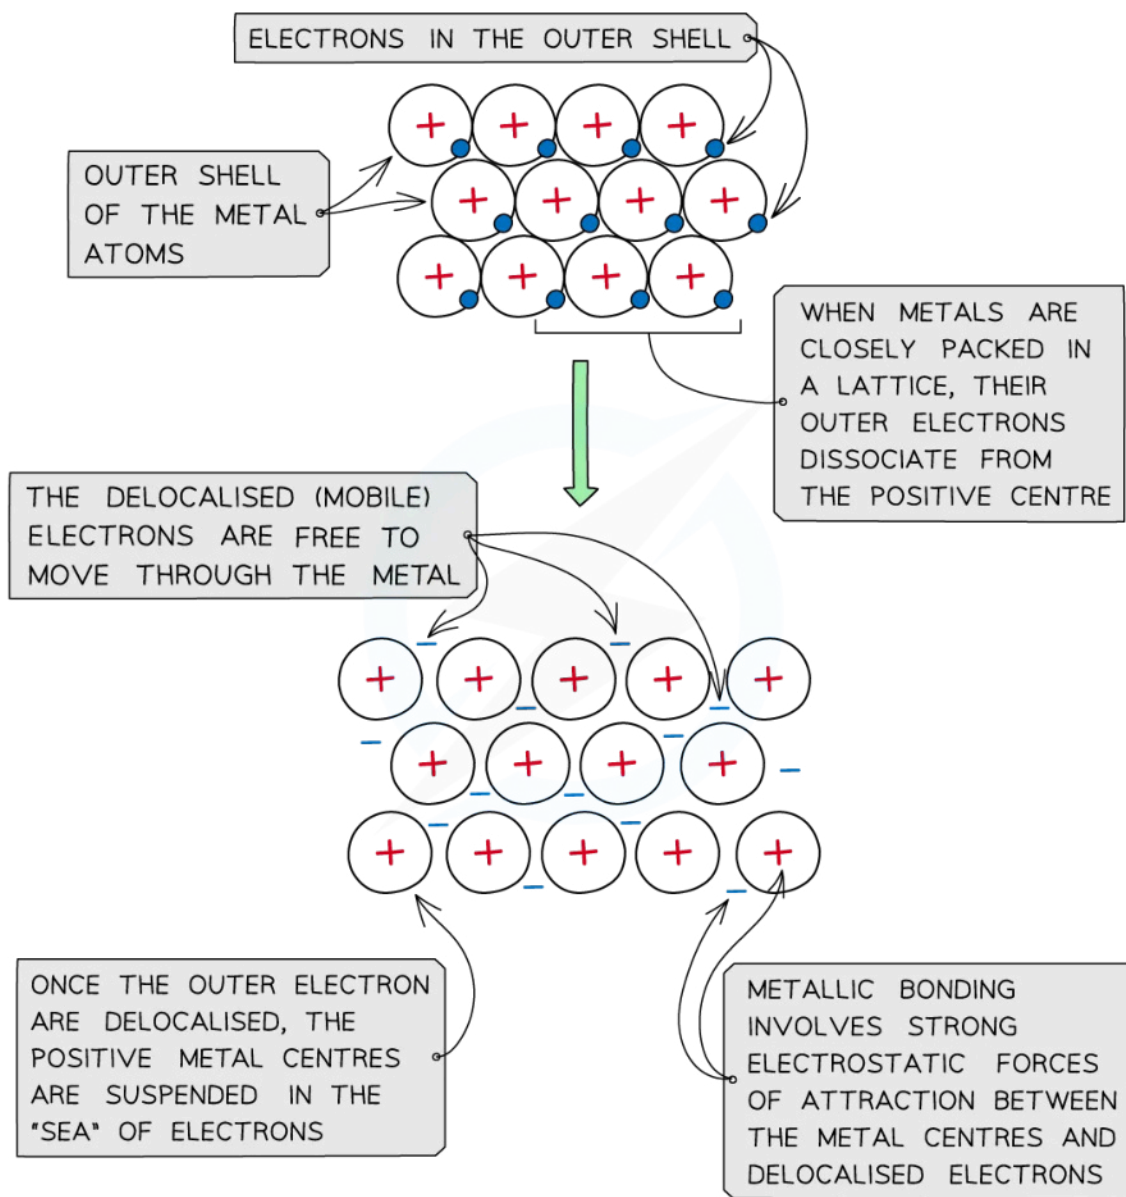 ELECTRONS IN THE OUTER SHELL
OUTER SHELL
OF THE METAL
ATOMS
WHEN METALS ARE
CLOSELY PACKED IN
A LATTICE, THEIR
OUTER ELECTRONS
DISSOCIATE FROM
THE POSITIVE CENTRE
THE DELOCALISED (MOBILE)
ELECTRONS ARE FREE TO
MOVE THROUGH THE METAL
ONCE THE OUTER ELECTRON
ARE DELOCALISED, THE
POSITIVE METAL CENTRES
ARE SUSPENDED IN THE
"SEA" OF ELECTRONS
METALLIC BONDING
INVOLVES STRONG
ELECTROSTATIC FORCES
OF ATTRACTION BETWEEN
THE METAL CENTRES AND
DELOCALISED ELECTRONS